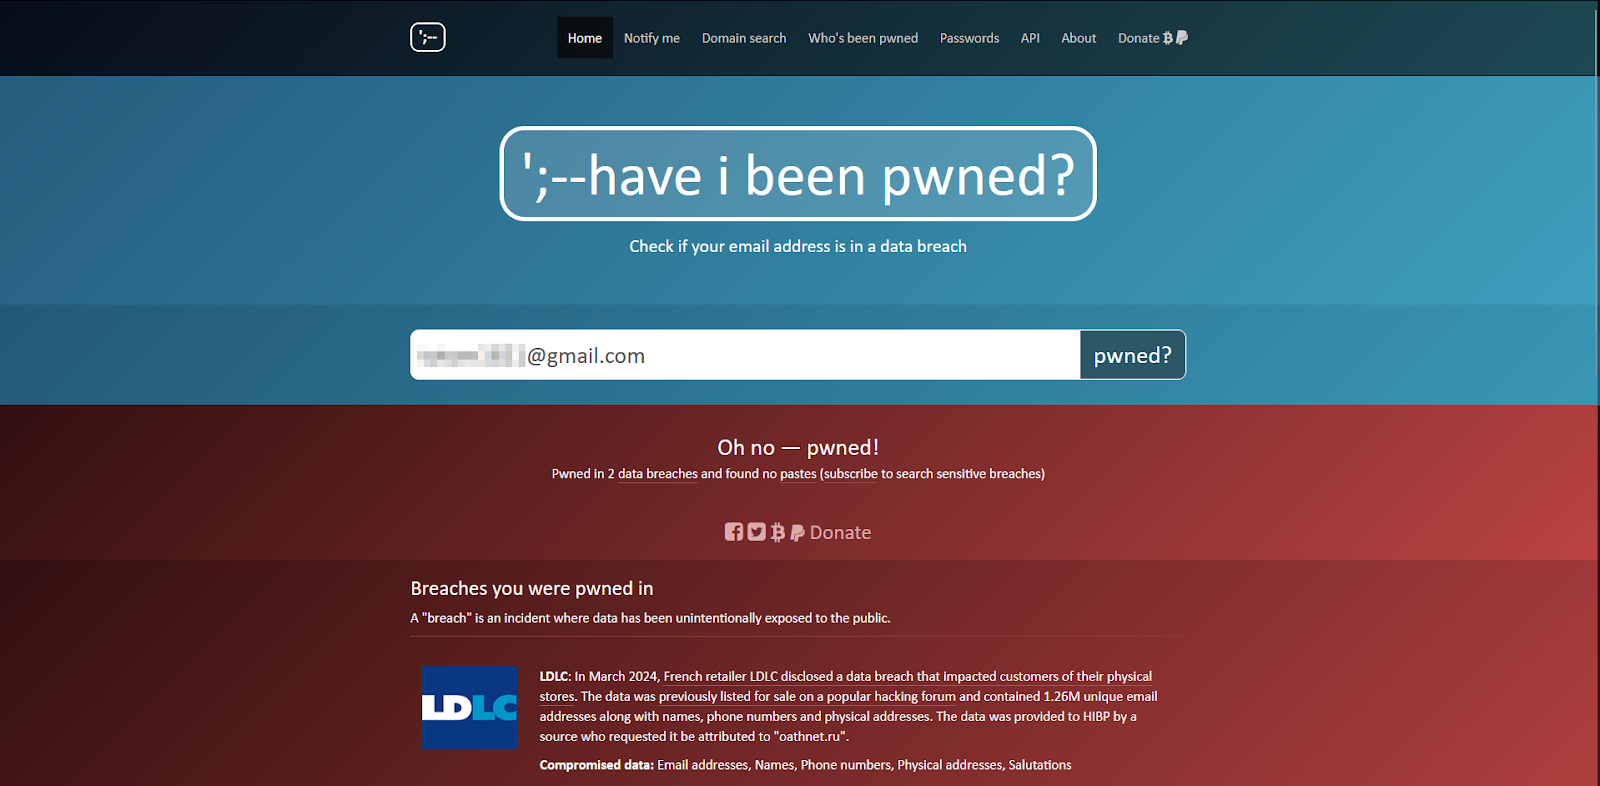 ';--
Home Notify me Domain search Who's been pwned Passwords API About Donate
';--have i been pwned?
Check if your email address is in a data breach
@gmail.com
pwned?
Oh no — pwned!
Pwned in 2 data breaches and found no pastes (subscribe to search sensitive breaches)
Donate
Breaches you were pwned in
A "breach" is an incident where data has been unintentionally exposed to the public.
LDLC
LDLC: In March 2024, French retailer LDLC disclosed a data breach that impacted customers of their physical
stores. The data was previously listed for sale on a popular hacking forum and contained 1.26M unique email
addresses along with names, phone numbers and physical addresses. The data was provided to HIBP by a
source who requested it be attributed to "oathnet.ru".
Compromised data: Email addresses, Names, Phone numbers, Physical addresses, Salutations